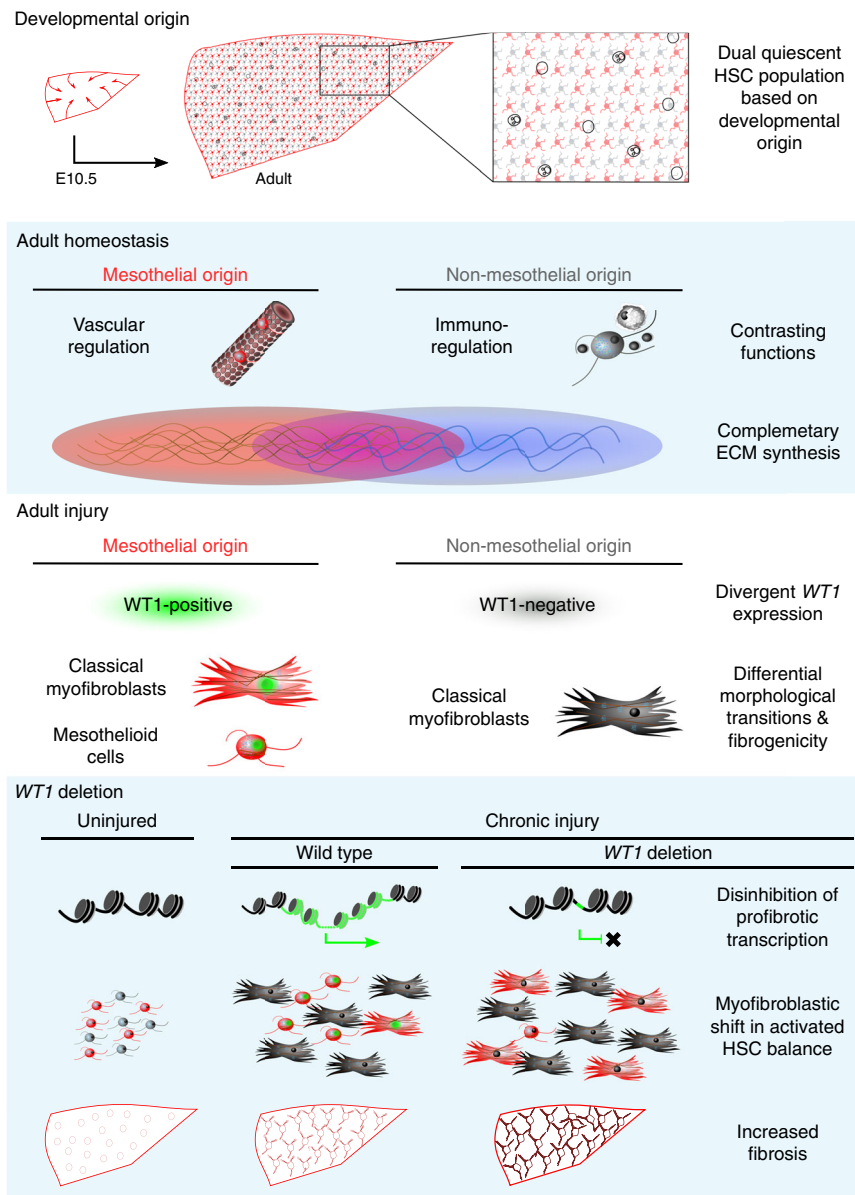 Developmental origin
E10.5
Adult
Dual quiescent
HSC population
based on
developmental
origin
Adult homeostasis
Mesothelial origin
Non-mesothelial origin
Vascular
regulation
Immuno-
regulation
Contrasting
functions
Complemetary
ECM synthesis
Adult injury
Mesothelial origin
Non-mesothelial origin
WT1-positive
WT1-negative
Divergent WT1
expression
Classical
myofibroblasts
Mesothelioid
cells
Classical
myofibroblasts
Differential
morphological
transitions &
fibrogenicity
WT1 deletion
Uninjured
Chronic injury
Wild type
WT1 deletion
Disinhibition of
profibrotic
transcription
Myofibroblastic
shift in activated
HSC balance
Increased
fibrosis